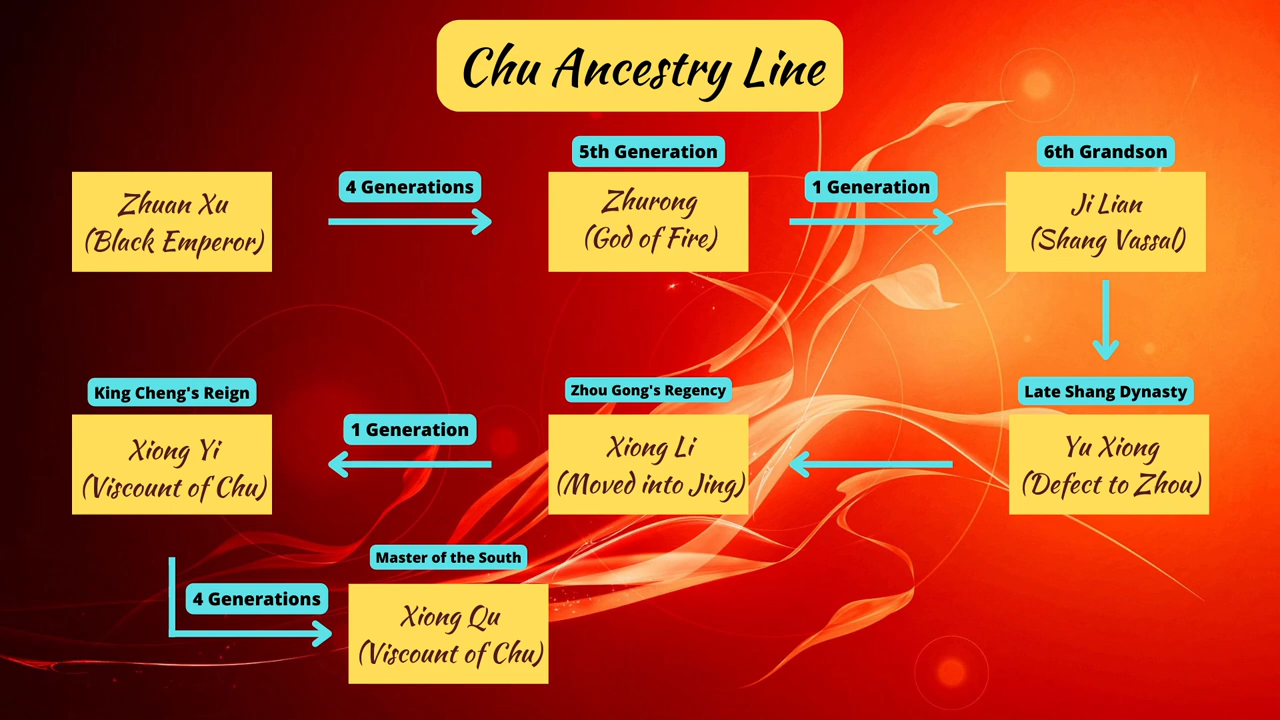 Chu Ancestry Line
Zhuan Xu
(Black Emperor)
4 Generations
5th Generation
Zhurong
(God of Fire)
1 Generation
6th Grandson
Ji Lian
(Shang Vassal)
Late Shang Dynasty
Yu Xiong
(Defect to Zhou)
Zhou Gong's Regency
Xiong Li
(Moved into Jing)
1 Generation
King Cheng's Reign
Xiong Yi
(Viscount of Chu)
4 Generations
Master of the South
Xiong Qu
(Viscount of Chu)